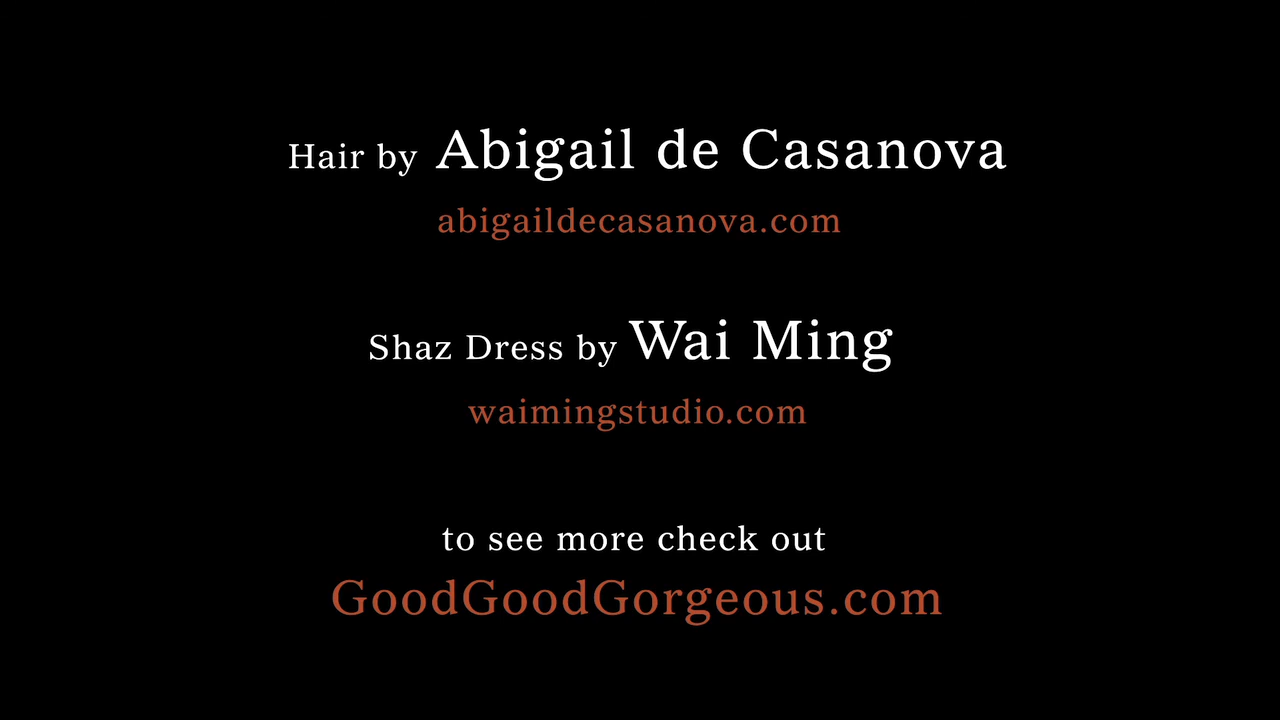 Hair by Abigail de Casanova
abigaildecasanova.com
Shaz Dress by Wai Ming
waimingstudio.com
to see more check out
GoodGoodGorgeous.com